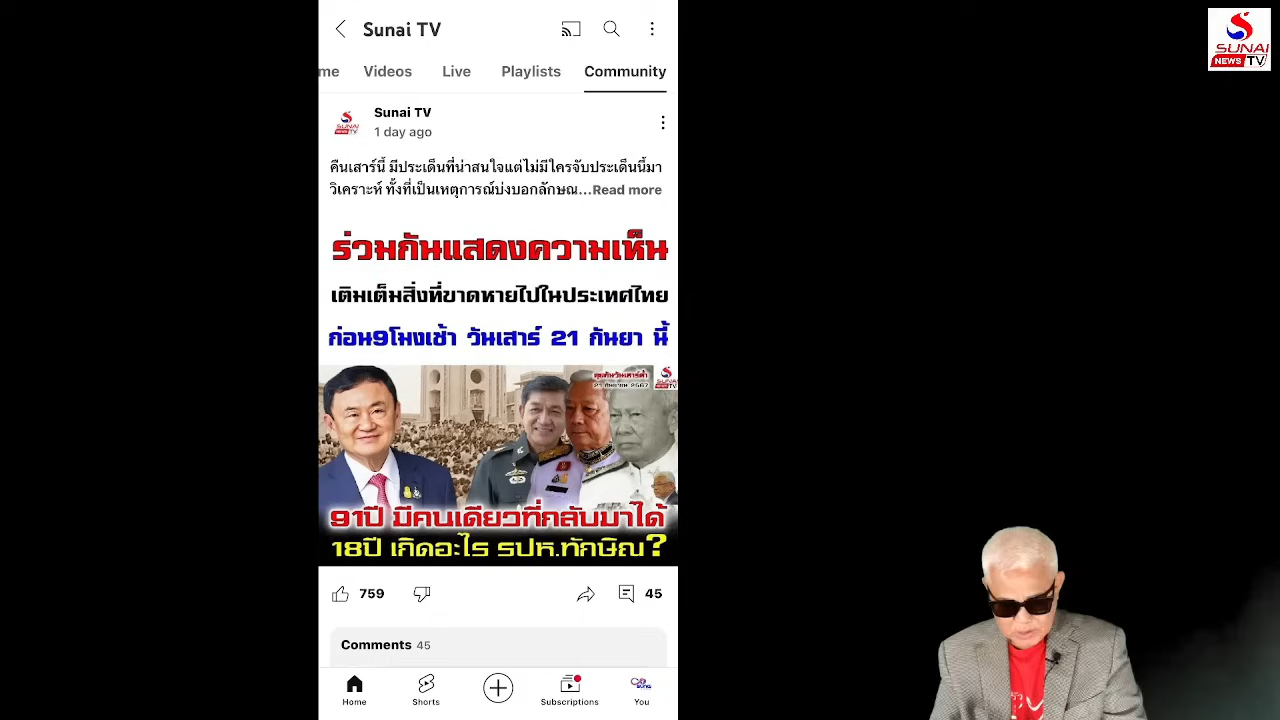 Sunai TV
SUNAI
NEWS TV
me Videos Live Playlists Community
Sunai TV
1 day ago
SUNAI
คืนเสาร์นี้ มีประเด็นที่น่าสนใจแต่ไม่มีใครจับประเด็นนี้มา
วิเคราะห์ ทั้งที่เป็นเหตุการณ์บ่งบอกลักษณ...Read more
ร่วมกันแสดงความเห็น
เติมเต็มสิ่งที่ขาดหายไปในประเทศไทย
ก่อน9โมงเช้า วันเสาร์ 21 กันยา นี้
21 กันยายน 2567
91ปี มีคนเดียวที่กลับมาได้
18ปี เกิดอะไร รปห.ทักษิณ?
759
45
Comments 45
Home
Shorts
Subscriptions
You